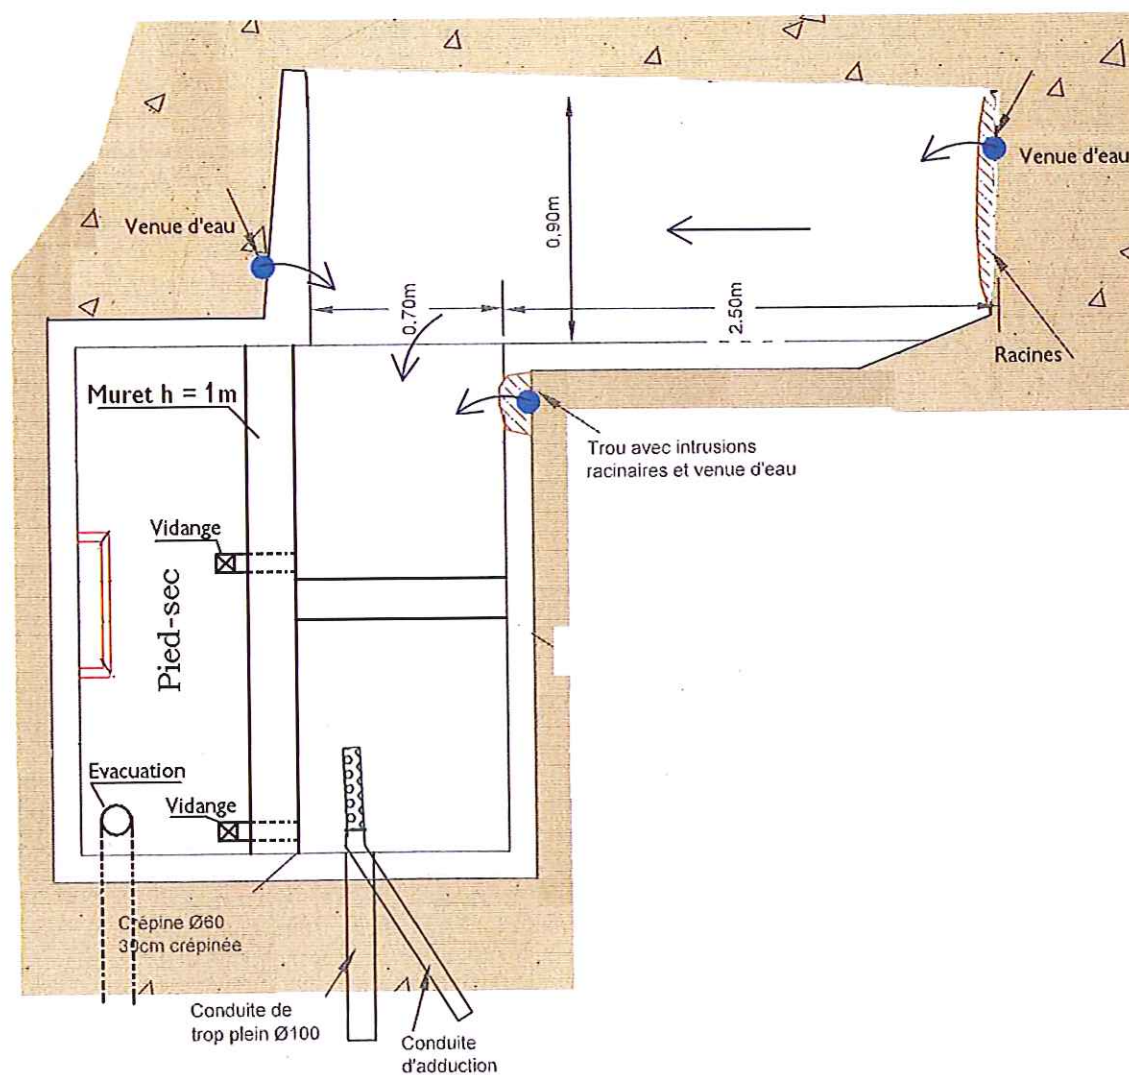 Venue d'eau
Venue d'eau
0,90m
0.70m
2.50m
Racines
Muret h = 1m
Trou avec intrusions
racinaires et venue d'eau
Vidange
Pied-sec
Evacuation
Vidange
Crépine Ø60
30cm crépinée
Conduite de
trop plein Ø100
Conduite
d'adduction